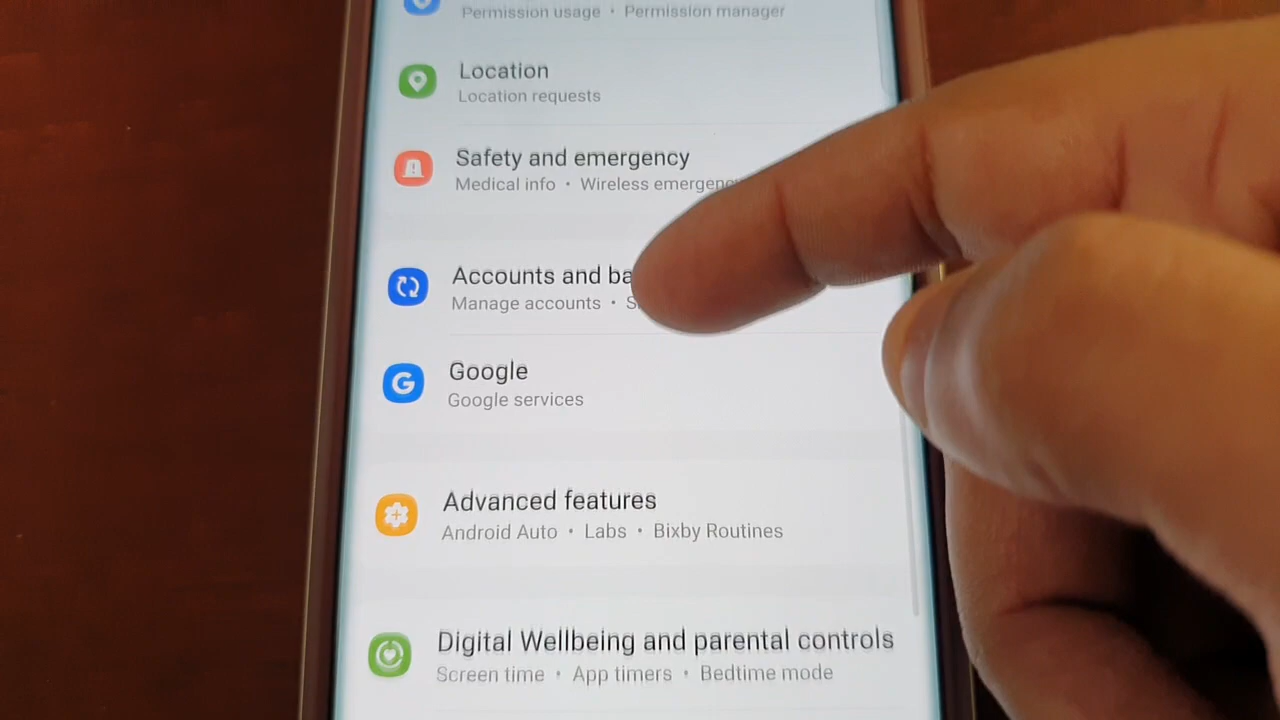 Permission usage • Permission manager
Location
Location requests
Safety and emergency
Medical info • Wireless
Accounts and
Manage accounts •
Google
Google services
Advanced features
Android Auto • Labs • Bixby Routines
Digital Wellbeing and parental controls
Screen time • App timers • Bedtime mode